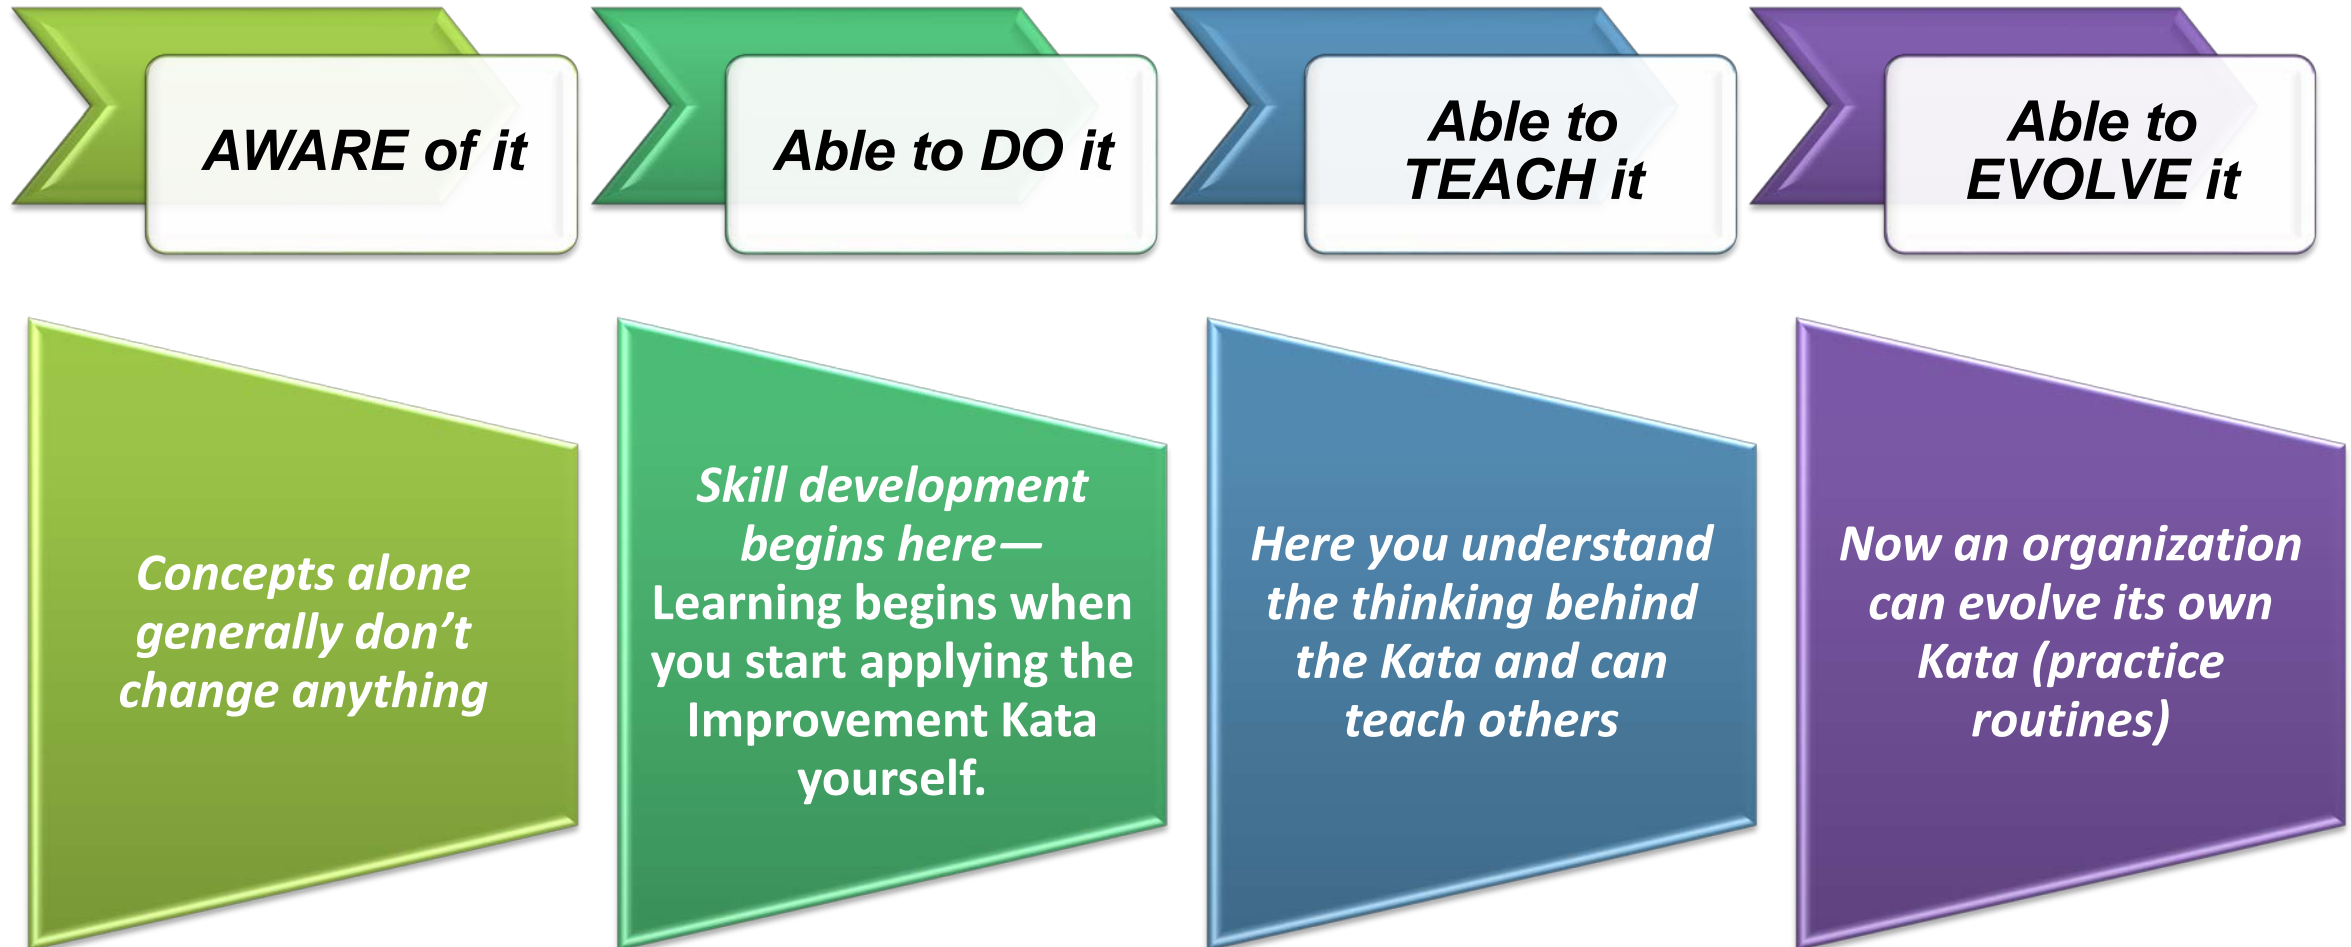 AWARE of it
Able to DO it
Able to
TEACH it
Able to
EVOLVE it
Concepts alone
generally don’t
change anything
Skill development
begins here—
Learning begins when
you start applying the
Improvement Kata
yourself.
Here you understand
the thinking behind
the Kata and can
teach others
Now an organization
can evolve its own
Kata (practice
routines)